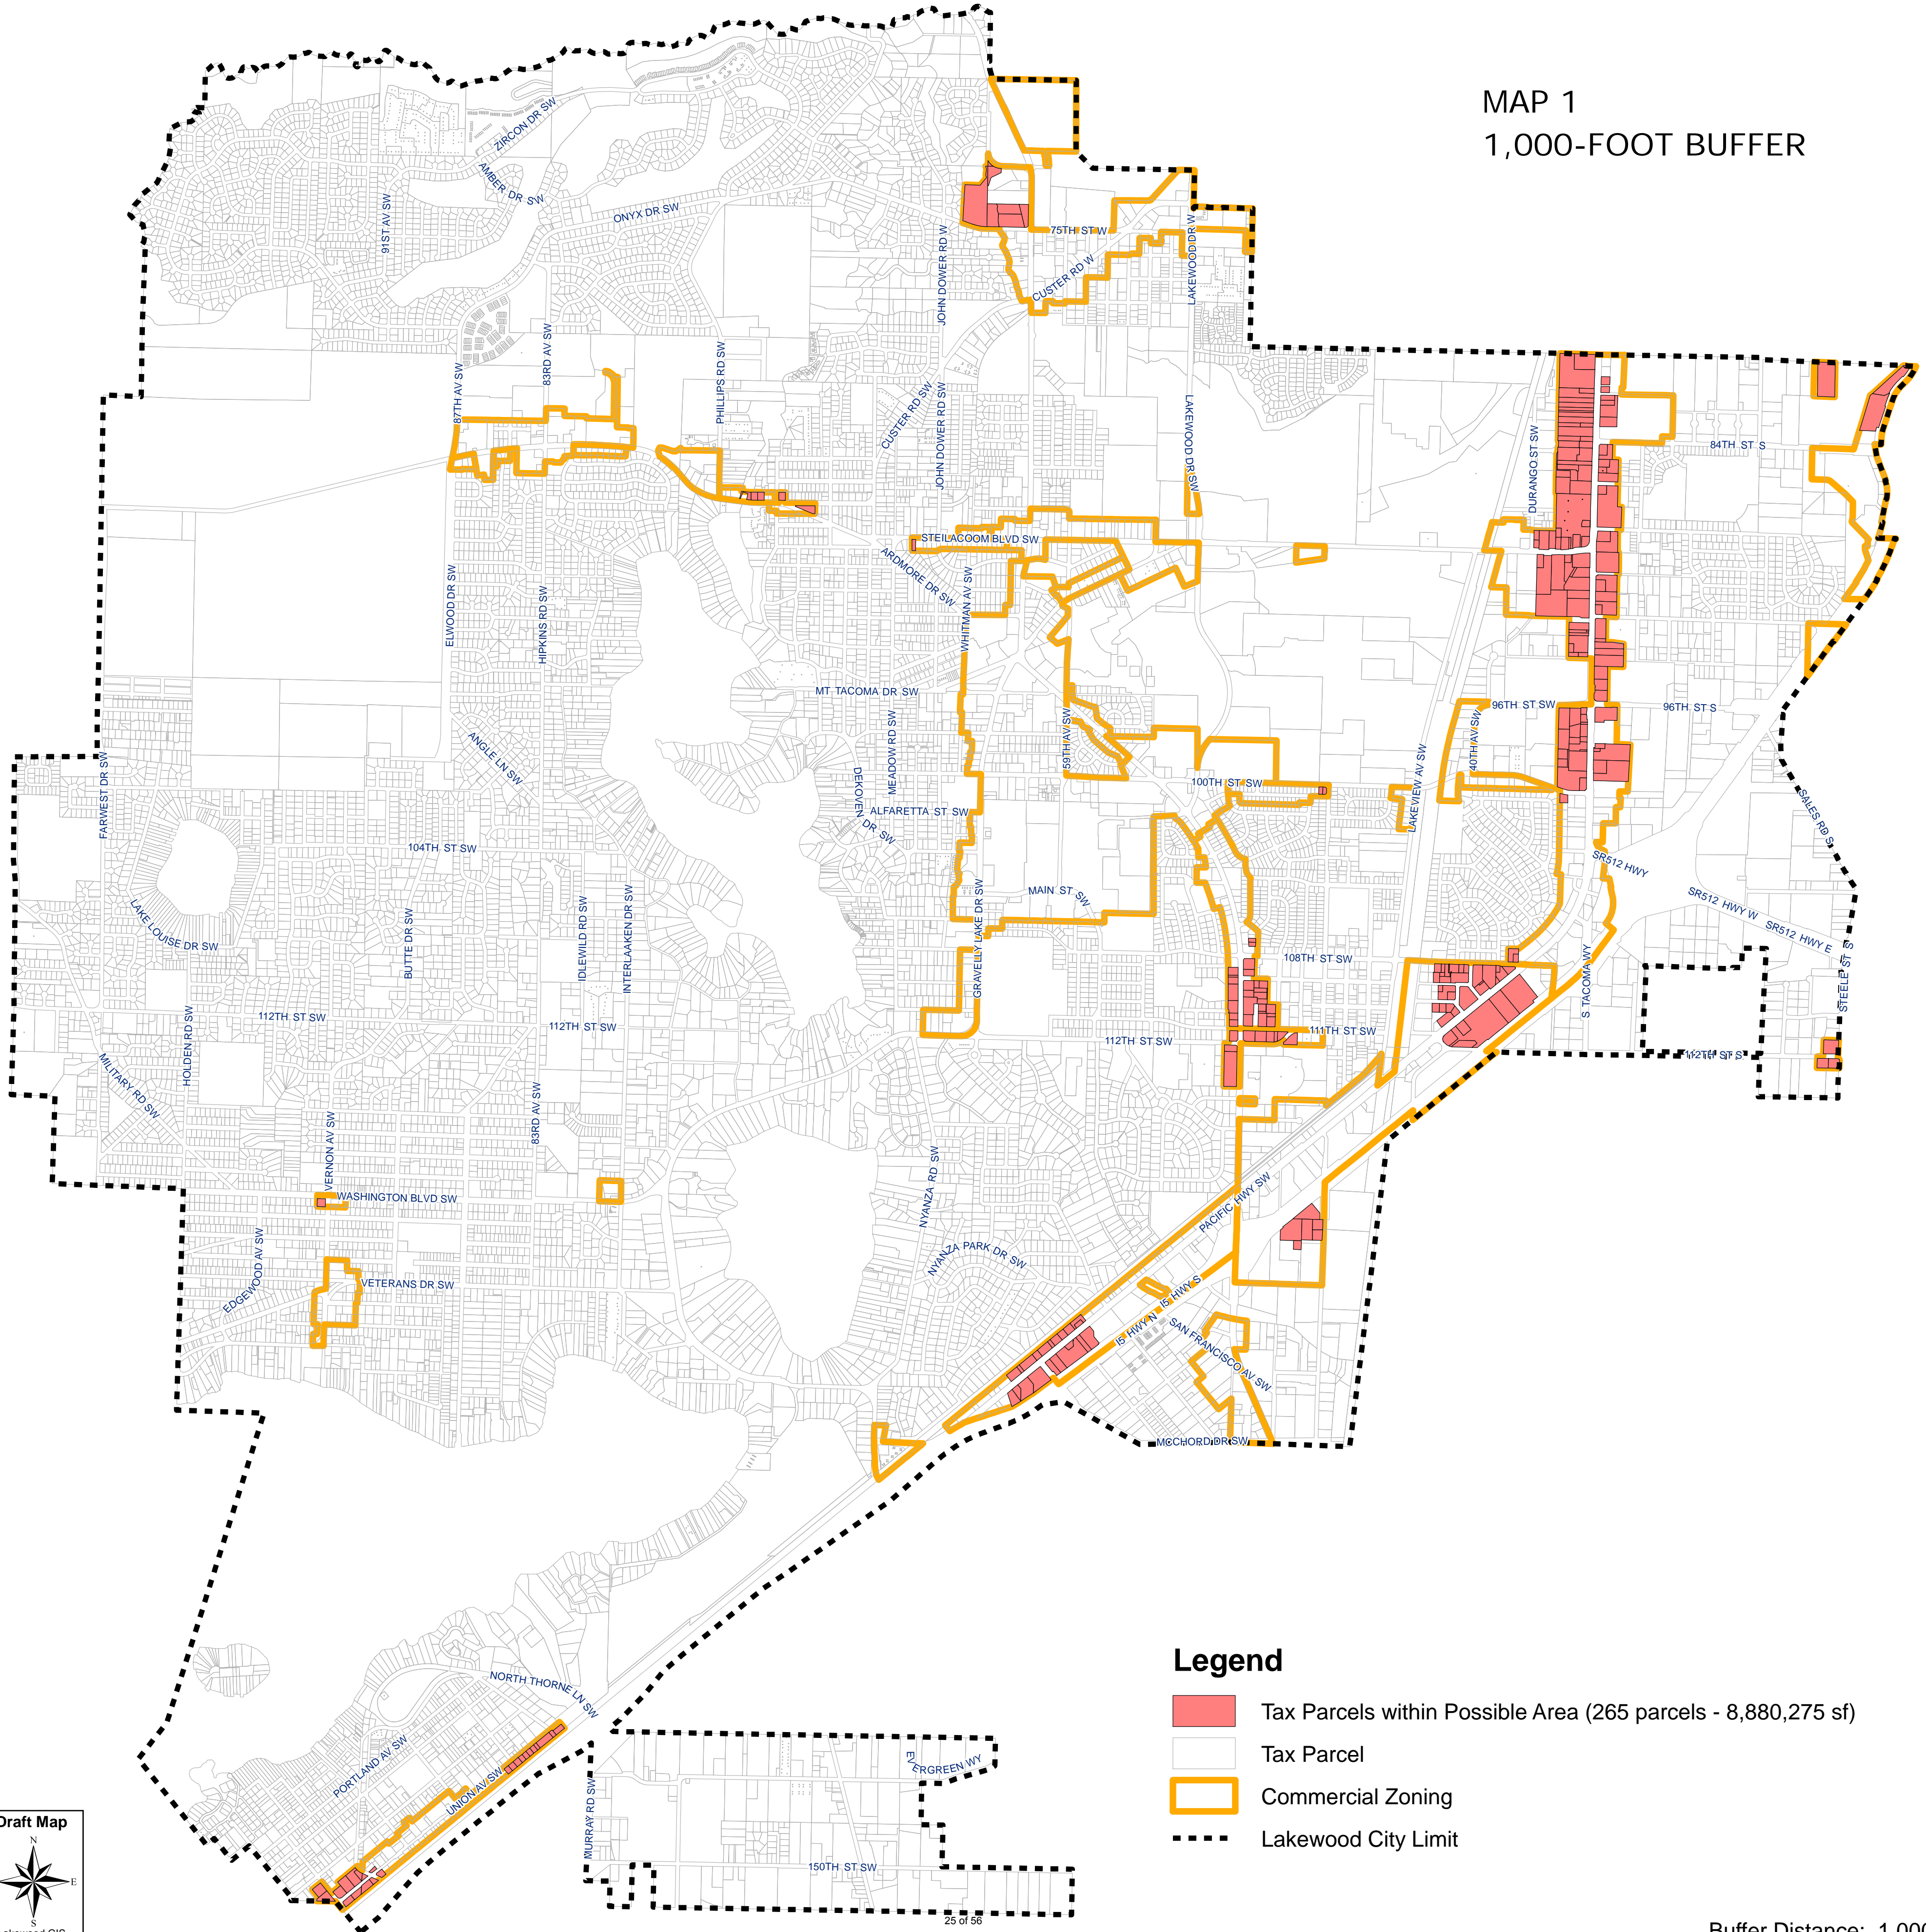 MAP 1
1,000-FOOT BUFFER
ZIRCON DR SW
AMBER DR SW
91ST AV SW
ONYX DR SW
JOHN DOWER RD W
75TH ST W
LAKEWOOD DR W
CUSTER RD W
87TH AV SW
83RD AV SW
PHILLIPS RD SW
CUSTER RD SW
JOHN DOWER RD SW
LAKEWOOD DR SW
DURANGO ST SW
84TH ST S
STEILACOOM BLVD SW
ARDMORE DR SW
WHITMAN AV SW
ELWOOD DR SW
HIPKINS RD SW
MT TACOMA DR SW
MEADOW RD SW
59TH AV SW
96TH ST SW
96TH ST S
40TH AV SW
ANGLE LN SW
FARWEST DR SW
DEKOVEN DR SW
ALFARETTA ST SW
100TH ST SW
LAKEVIEW AV SW
SALES RD S
104TH ST SW
SR512 HWY
MAIN ST SW
SR512 HWY W
SR512 HWY E
LAKE LOUISE DR SW
BUTTE DR SW
IDLEWILD RD SW
INTERLAAKEN DR SW
GRAVELLY LAKE DR SW
108TH ST SW
S TACOMA WY
STEELE ST S
HOLDEN RD SW
112TH ST SW
112TH ST SW
112TH ST SW
111TH ST SW
112TH ST S
MILITARY RD SW
83RD AV SW
VERNON AV SW
WASHINGTON BLVD SW
NYANZA RD SW
PACIFIC HWY SW
EDGEWOOD AV SW
VETERANS DR SW
NYANZA PARK DR SW
I5 HWY S
I5 HWY N
SAN FRANCISCO AV SW
MCCHORD DR SW
NORTH THORNE LN SW
PORTLAND AV SW
UNION AV SW
MURRAY RD SW
EVERGREEN WY
150TH ST SW
Legend
Tax Parcels within Possible Area (265 parcels - 8,880,275 sf)
Tax Parcel
Commercial Zoning
Lakewood City Limit
Draft Map
N
E
S
25 of 56
Buffer Distance: 1,000